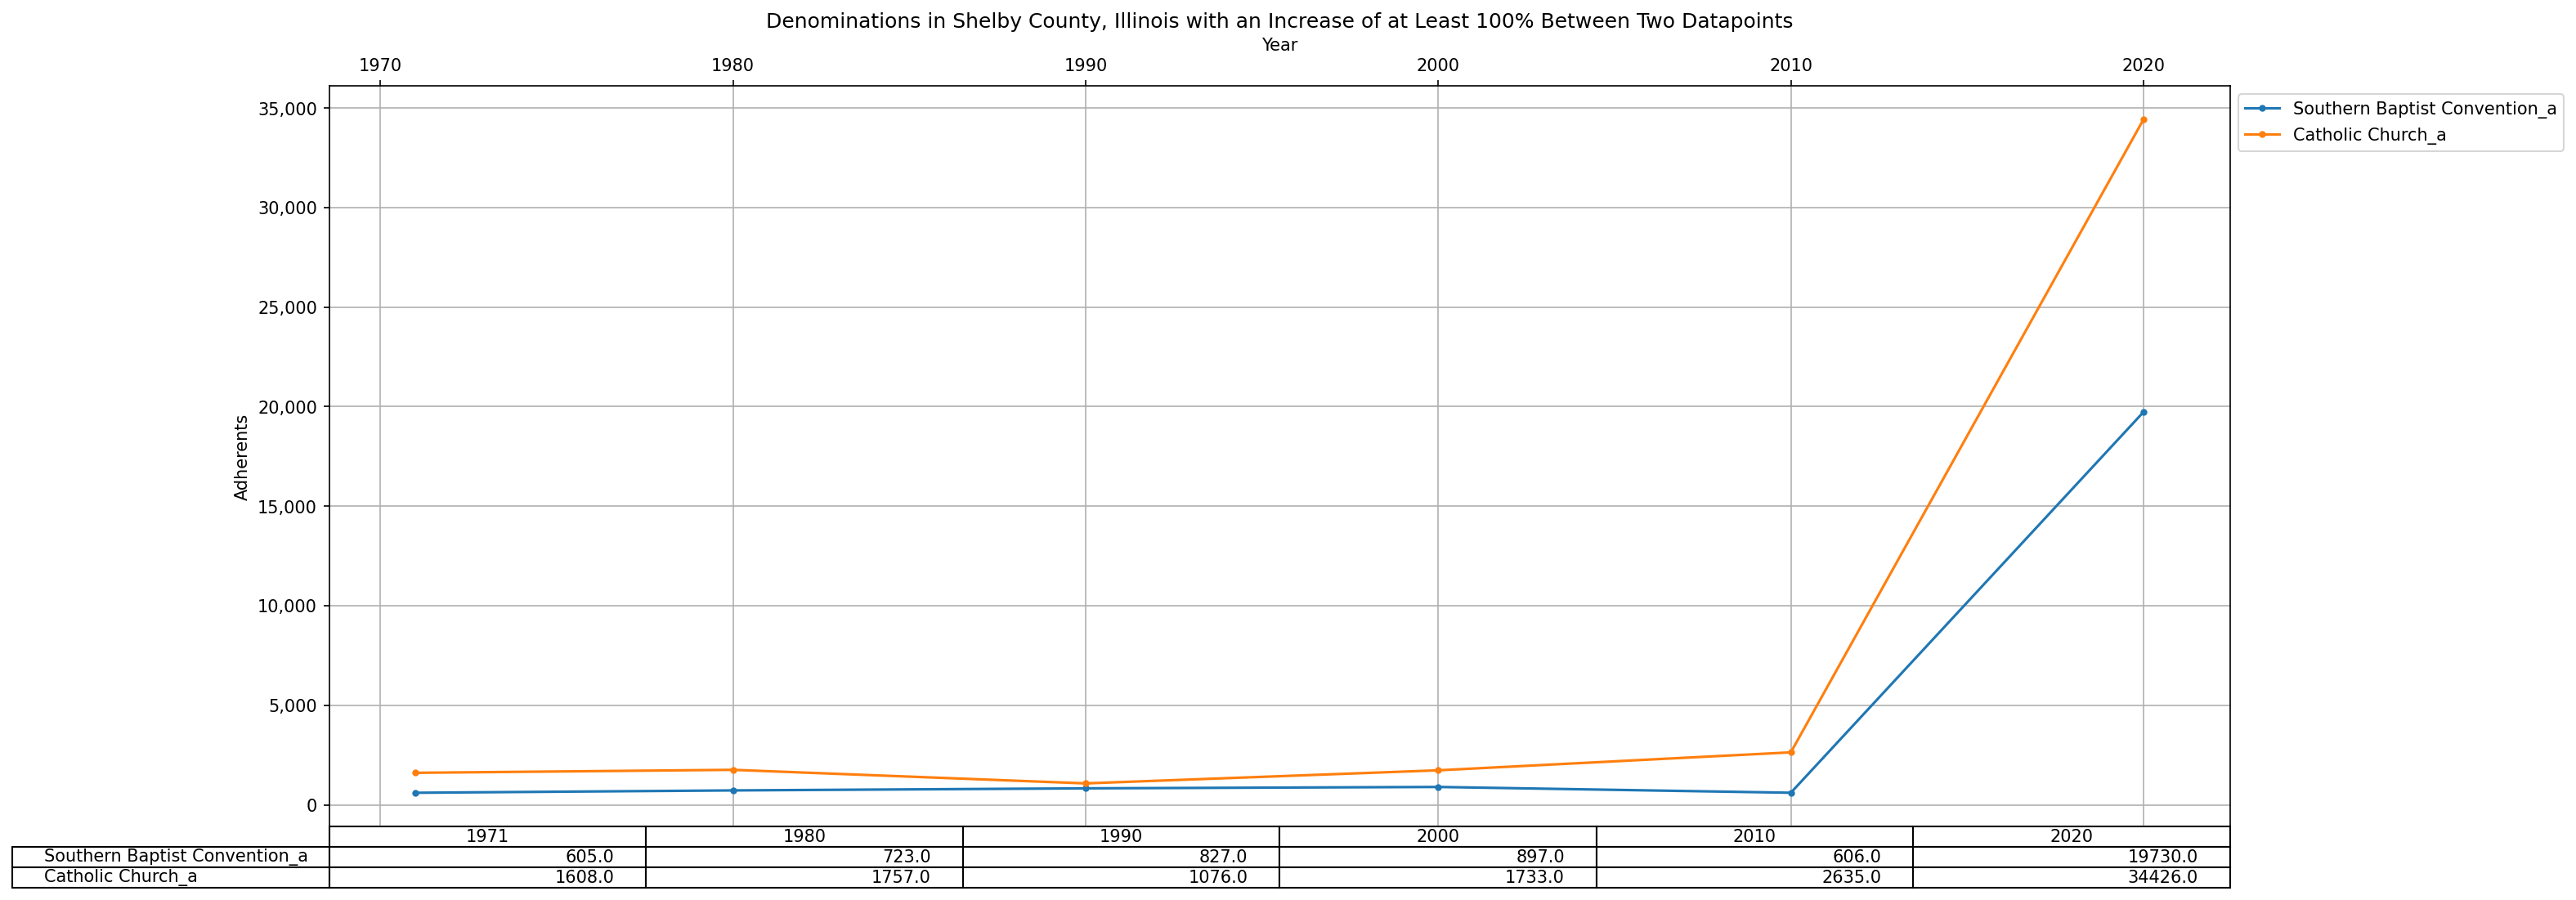 Denominations in Shelby County, Illinois with an Increase of at Least 100% Between Two Datapoints
Year
1970 1980 1990 2000 2010 2020
35,000
30,000
25,000
20,000
15,000
10,000
5,000
0
Adherents
Southern Baptist Convention_a
Catholic Church_a
1971 1980 1990 2000 2010 2020
Southern Baptist Convention_a 605.0 723.0 827.0 897.0 606.0 19730.0
Catholic Church_a 1608.0 1757.0 1076.0 1733.0 2635.0 34426.0